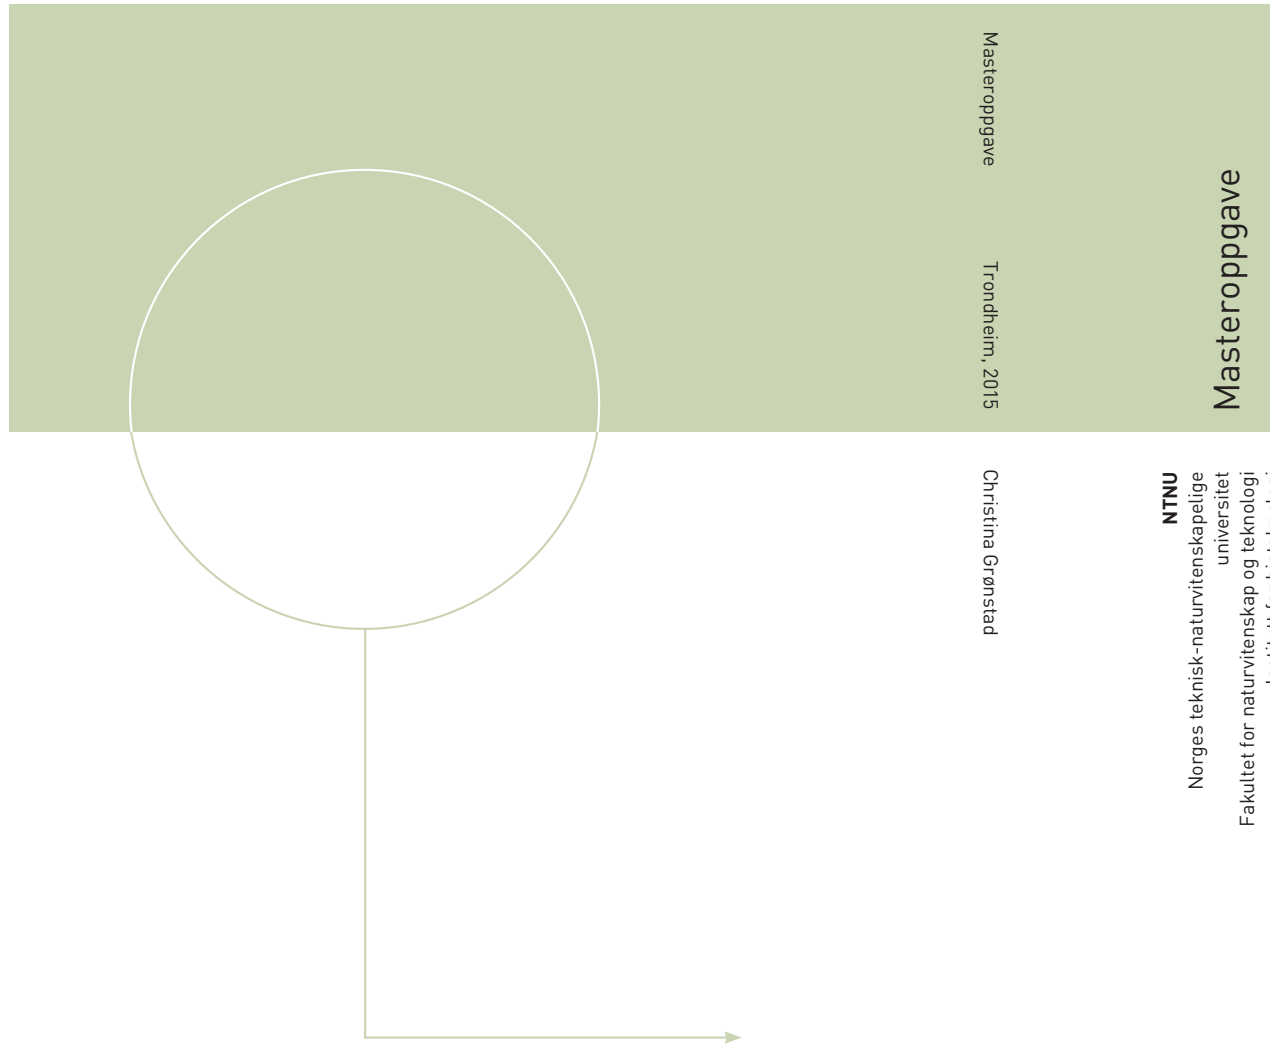 Masteroppgave
Trondheim, 2015
Christina Grønstad
Masteroppgave
NTNU
Norges teknisk-naturvitenskapelige
universitet
Fakultet for naturvitenskap og teknologi